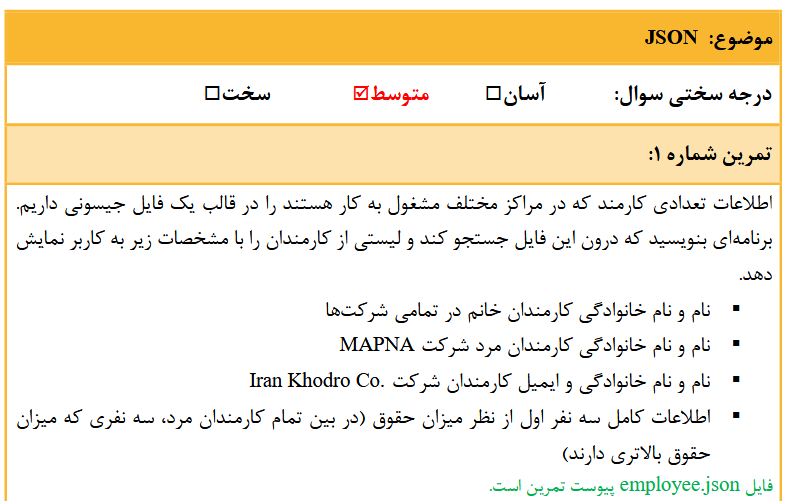 موضوع: JSON
درجه سختی سوال: آسان☐ متوسط☑ سخت☐
تمرین شماره ۱:
اطلاعات تعدادی کارمند که در مراکز مختلف مشغول به کار هستند را در قالب یک فایل جیسونی داریم.
برنامه‌ای بنویسید که درون این فایل جستجو کند و لیستی از کارمندان را با مشخصات زیر به کاربر نمایش
دهد.
▪ نام و نام خانوادگی کارمندان خانم در تمامی شرکت‌ها
▪ نام و نام خانوادگی کارمندان مرد شرکت MAPNA
▪ نام و نام خانوادگی و ایمیل کارمندان شرکت Iran Khodro Co.
▪ اطلاعات کامل سه نفر اول از نظر میزان حقوق (در بین تمام کارمندان مرد، سه نفری که میزان
حقوق بالاتری دارند)
فایل employee.json پیوست تمرین است.